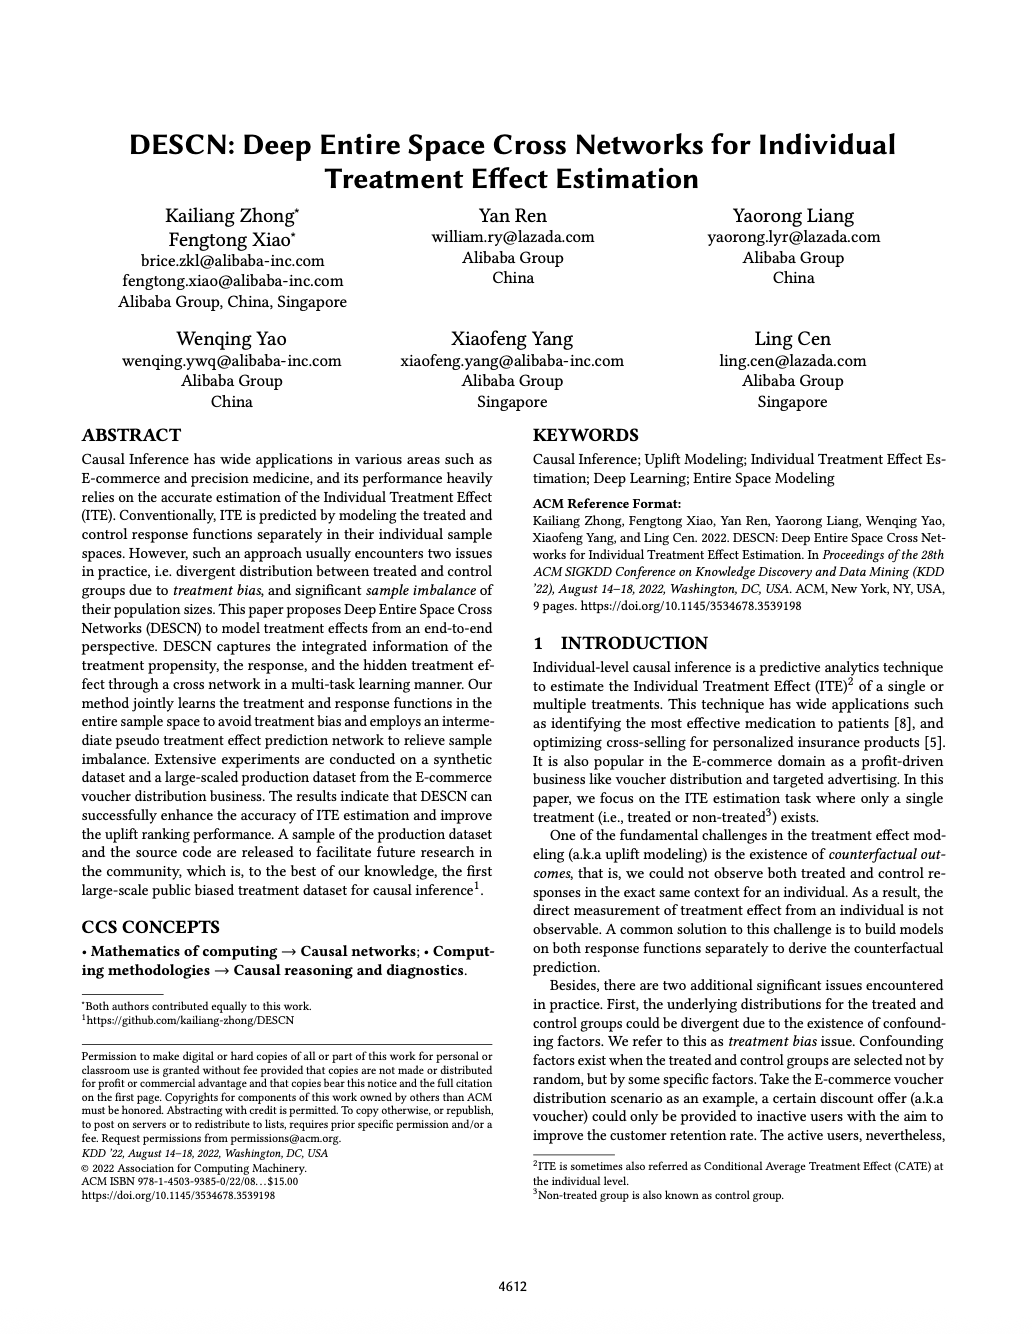 DESCN: Deep Entire Space Cross Networks for Individual
Treatment Effect Estimation
Kailiang Zhong*
Fengtong Xiao*
brice.zkl@alibaba-inc.com
fengtong.xiao@alibaba-inc.com
Alibaba Group, China, Singapore
Yan Ren
william.ry@lazada.com
Alibaba Group
China
Yaorong Liang
yaorong.lyr@lazada.com
Alibaba Group
China
Wenqing Yao
wenqing.ywq@alibaba-inc.com
Alibaba Group
China
Xiaofeng Yang
xiaofeng.yang@alibaba-inc.com
Alibaba Group
Singapore
Ling Cen
ling.cen@lazada.com
Alibaba Group
Singapore
ABSTRACT
Causal Inference has wide applications in various areas such as
E-commerce and precision medicine, and its performance heavily
relies on the accurate estimation of the Individual Treatment Effect
(ITE). Conventionally, ITE is predicted by modeling the treated and
control response functions separately in their individual sample
spaces. However, such an approach usually encounters two issues
in practice, i.e. divergent distribution between treated and control
groups due to treatment bias, and significant sample imbalance of
their population sizes. This paper proposes Deep Entire Space Cross
Networks (DESCN) to model treatment effects from an end-to-end
perspective. DESCN captures the integrated information of the
treatment propensity, the response, and the hidden treatment ef-
fect through a cross network in a multi-task learning manner. Our
method jointly learns the treatment and response functions in the
entire sample space to avoid treatment bias and employs an interme-
diate pseudo treatment effect prediction network to relieve sample
imbalance. Extensive experiments are conducted on a synthetic
dataset and a large-scaled production dataset from the E-commerce
voucher distribution business. The results indicate that DESCN can
successfully enhance the accuracy of ITE estimation and improve
the uplift ranking performance. A sample of the production dataset
and the source code are released to facilitate future research in
the community, which is, to the best of our knowledge, the first
large-scale public biased treatment dataset for causal inference¹.
CCS CONCEPTS
• Mathematics of computing → Causal networks; • Comput-
ing methodologies → Causal reasoning and diagnostics.
*Both authors contributed equally to this work.
¹https://github.com/kailiang-zhong/DESCN
Permission to make digital or hard copies of all or part of this work for personal or
classroom use is granted without fee provided that copies are not made or distributed
for profit or commercial advantage and that copies bear this notice and the full citation
on the first page. Copyrights for components of this work owned by others than ACM
must be honored. Abstracting with credit is permitted. To copy otherwise, or republish,
to post on servers or to redistribute to lists, requires prior specific permission and/or a
fee. Request permissions from permissions@acm.org.
KDD '22, August 14–18, 2022, Washington, DC, USA
© 2022 Association for Computing Machinery.
ACM ISBN 978-1-4503-9385-0/22/08...$15.00
https://doi.org/10.1145/3534678.3539198
KEYWORDS
Causal Inference; Uplift Modeling; Individual Treatment Effect Es-
timation; Deep Learning; Entire Space Modeling
ACM Reference Format:
Kailiang Zhong, Fengtong Xiao, Yan Ren, Yaorong Liang, Wenqing Yao,
Xiaofeng Yang, and Ling Cen. 2022. DESCN: Deep Entire Space Cross Net-
works for Individual Treatment Effect Estimation. In Proceedings of the 28th
ACM SIGKDD Conference on Knowledge Discovery and Data Mining (KDD
'22), August 14–18, 2022, Washington, DC, USA. ACM, New York, NY, USA,
9 pages. https://doi.org/10.1145/3534678.3539198
1 INTRODUCTION
Individual-level causal inference is a predictive analytics technique
to estimate the Individual Treatment Effect (ITE)² of a single or
multiple treatments. This technique has wide applications such
as identifying the most effective medication to patients [8], and
optimizing cross-selling for personalized insurance products [5].
It is also popular in the E-commerce domain as a profit-driven
business like voucher distribution and targeted advertising. In this
paper, we focus on the ITE estimation task where only a single
treatment (i.e., treated or non-treated³) exists.
One of the fundamental challenges in the treatment effect mod-
eling (a.k.a uplift modeling) is the existence of counterfactual out-
comes, that is, we could not observe both treated and control re-
sponses in the exact same context for an individual. As a result, the
direct measurement of treatment effect from an individual is not
observable. A common solution to this challenge is to build models
on both response functions separately to derive the counterfactual
prediction.
Besides, there are two additional significant issues encountered
in practice. First, the underlying distributions for the treated and
control groups could be divergent due to the existence of confound-
ing factors. We refer to this as treatment bias issue. Confounding
factors exist when the treated and control groups are selected not by
random, but by some specific factors. Take the E-commerce voucher
distribution scenario as an example, a certain discount offer (a.k.a
voucher) could only be provided to inactive users with the aim to
improve the customer retention rate. The active users, nevertheless,
²ITE is sometimes also referred as Conditional Average Treatment Effect (CATE) at
the individual level.
³Non-treated group is also known as control group.
4612